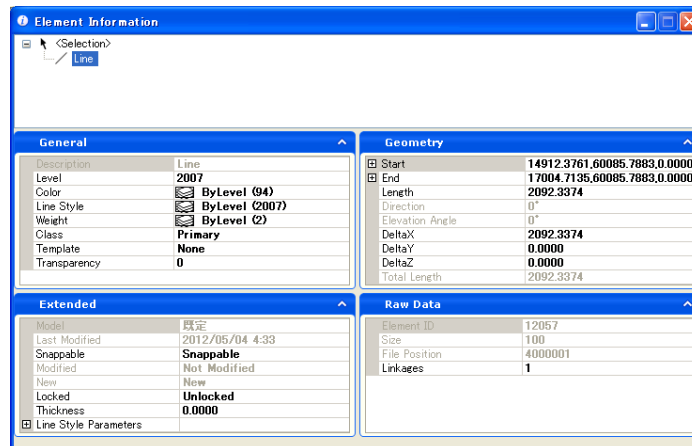 Element Information
<Selection>
Line
General
Description Line
Level 2007
Color ByLevel (94)
Line Style ByLevel (2007)
Weight ByLevel (2)
Class Primary
Template None
Transparency 0
Geometry
Start 14912.3761,60085.7883,0.0000
End 17004.7135,60085.7883,0.0000
Length 2092.3374
Direction 0°
Elevation Angle 0°
DeltaX 2092.3374
DeltaY 0.0000
DeltaZ 0.0000
Total Length 2092.3374
Extended
Model 既定
Last Modified 2012/05/04 4:33
Snappable Snappable
Modified Not Modified
New New
Locked Unlocked
Thickness 0.0000
Line Style Parameters
Raw Data
Element ID 12057
Size 100
File Position 4000001
Linkages 1